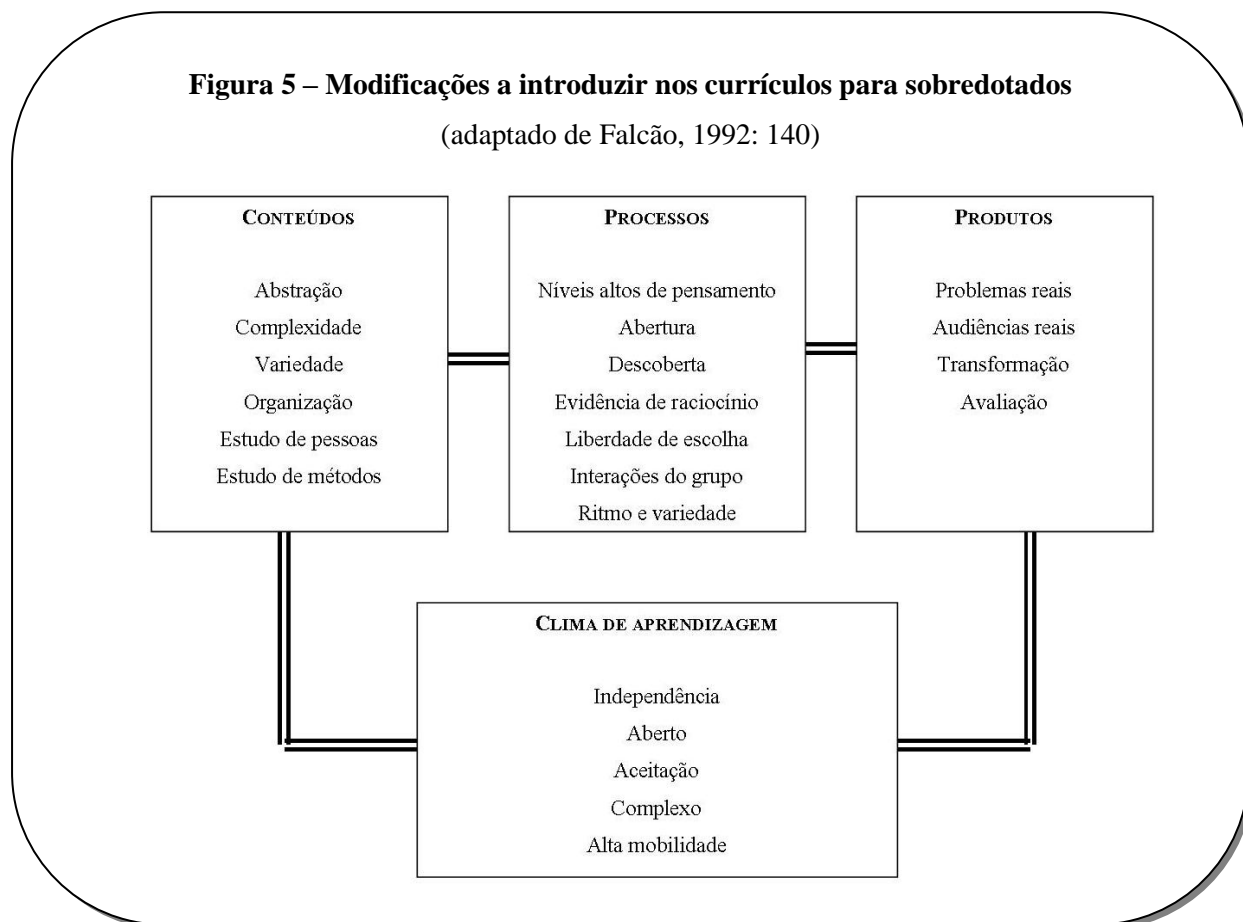 Figura 5 – Modificações a introduzir nos currículos para sobredotados
(adaptado de Falcão, 1992: 140)
CONTEÚDOS
Abstração
Complexidade
Variedade
Organização
Estudo de pessoas
Estudo de métodos
PROCESSOS
Níveis altos de pensamento
Abertura
Descoberta
Evidência de raciocínio
Liberdade de escolha
Interações do grupo
Ritmo e variedade
PRODUTOS
Problemas reais
Audiências reais
Transformação
Avaliação
CLIMA DE APRENDIZAGEM
Independência
Aberto
Aceitação
Complexo
Alta mobilidade